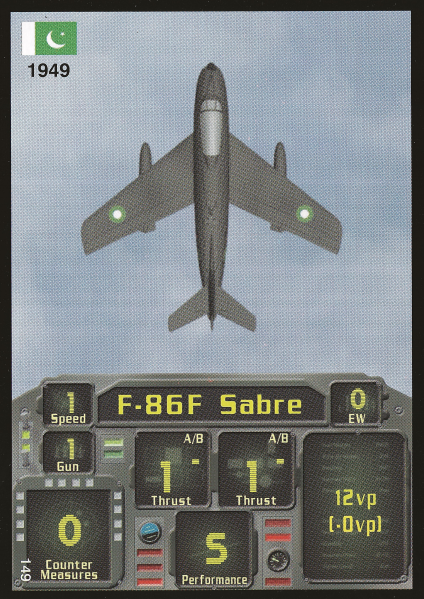 1949
1
Speed
F-86F Sabre
0
EW
1
Gun
A/B
1 -
Thrust
A/B
1 -
Thrust
12vp
(-0vp)
0
Counter
Measures
5
Performance
149